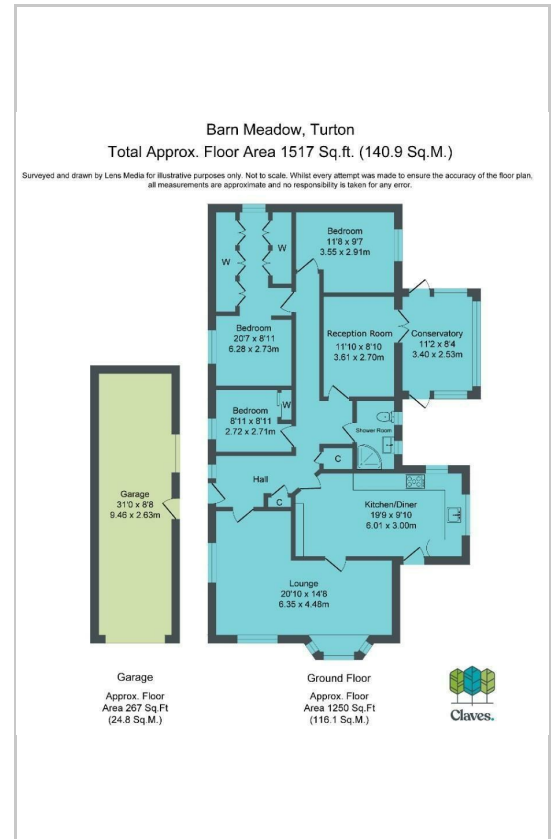 Barn Meadow, Turton
Total Approx. Floor Area 1517 Sq.ft. (140.9 Sq.M.)
Surveyed and drawn by Lens Media for illustrative purposes only. Not to scale. Whilst every attempt was made to ensure the accuracy of the floor plan,
all measurements are approximate and no responsibility is taken for any error.
W
W
Bedroom
11'8 x 9'7
3.55 x 2.91m
Bedroom
20'7 x 8'11
6.28 x 2.73m
Reception Room
11'10 x 8'10
3.61 x 2.70m
Conservatory
11'2 x 8'4
3.40 x 2.53m
Bedroom
8'11 x 8'11
2.72 x 2.71m
W
Shower Room
C
Hall
C
Kitchen/Diner
19'9 x 9'10
6.01 x 3.00m
Garage
31'0 x 8'8
9.46 x 2.63m
Lounge
20'10 x 14'8
6.35 x 4.48m
Garage
Approx. Floor
Area 267 Sq.Ft
(24.8 Sq.M.)
Ground Floor
Approx. Floor
Area 1250 Sq.Ft
(116.1 Sq.M.)
Claves.